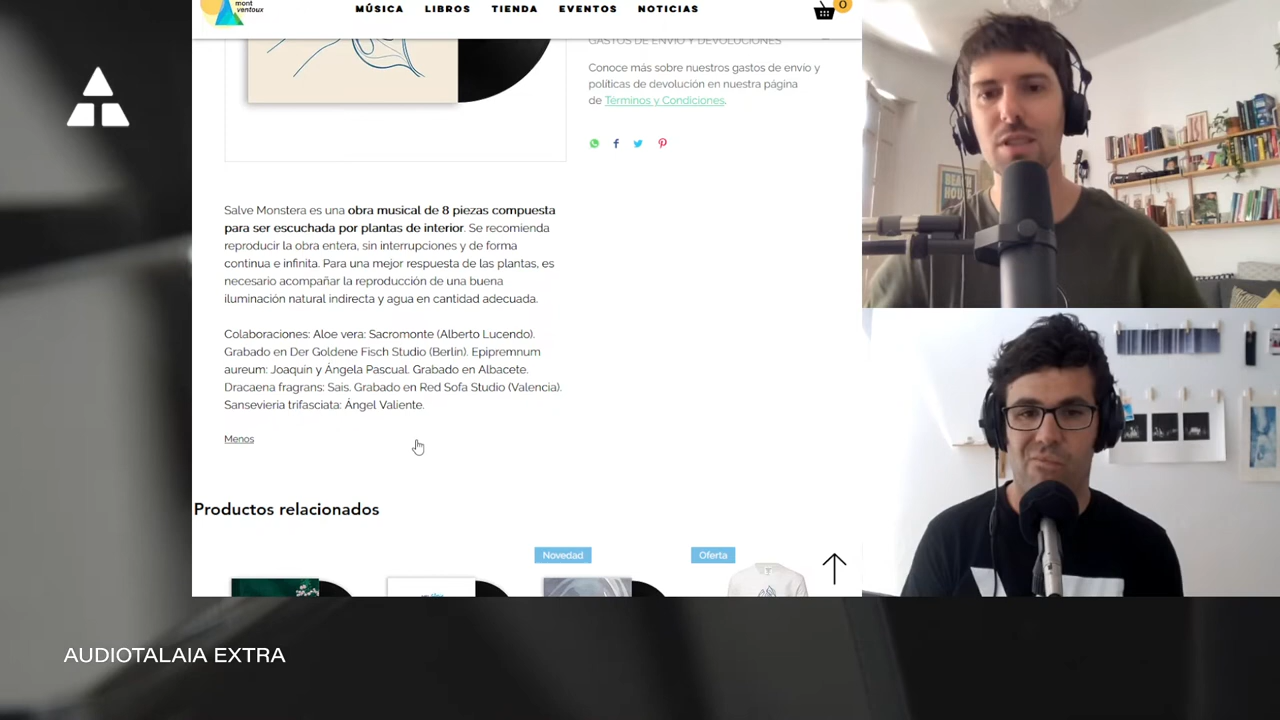 mont
ventoux
MÚSICA LIBROS TIENDA EVENTOS NOTICIAS
0
GASTOS DE ENVÍO Y DEVOLUCIONES
Conoce más sobre nuestros gastos de envío y
políticas de devolución en nuestra página
de Términos y Condiciones.
Salve Monstera es una obra musical de 8 piezas compuesta
para ser escuchada por plantas de interior. Se recomienda
reproducir la obra entera, sin interrupciones y de forma
continua e infinita. Para una mejor respuesta de las plantas, es
necesario acompañar la reproducción de una buena
iluminación natural indirecta y agua en cantidad adecuada.
Colaboraciones: Aloe vera: Sacromonte (Alberto Lucendo).
Grabado en Der Goldene Fisch Studio (Berlin). Epipremnum
aureum: Joaquin y Ángela Pascual. Grabado en Albacete.
Dracaena fragrans: Sais. Grabado en Red Sofa Studio (Valencia).
Sansevieria trifasciata: Ángel Valiente.
Menos
Productos relacionados
Novedad
Oferta
BEACH
HOUSE
AUDIOTALAIA EXTRA